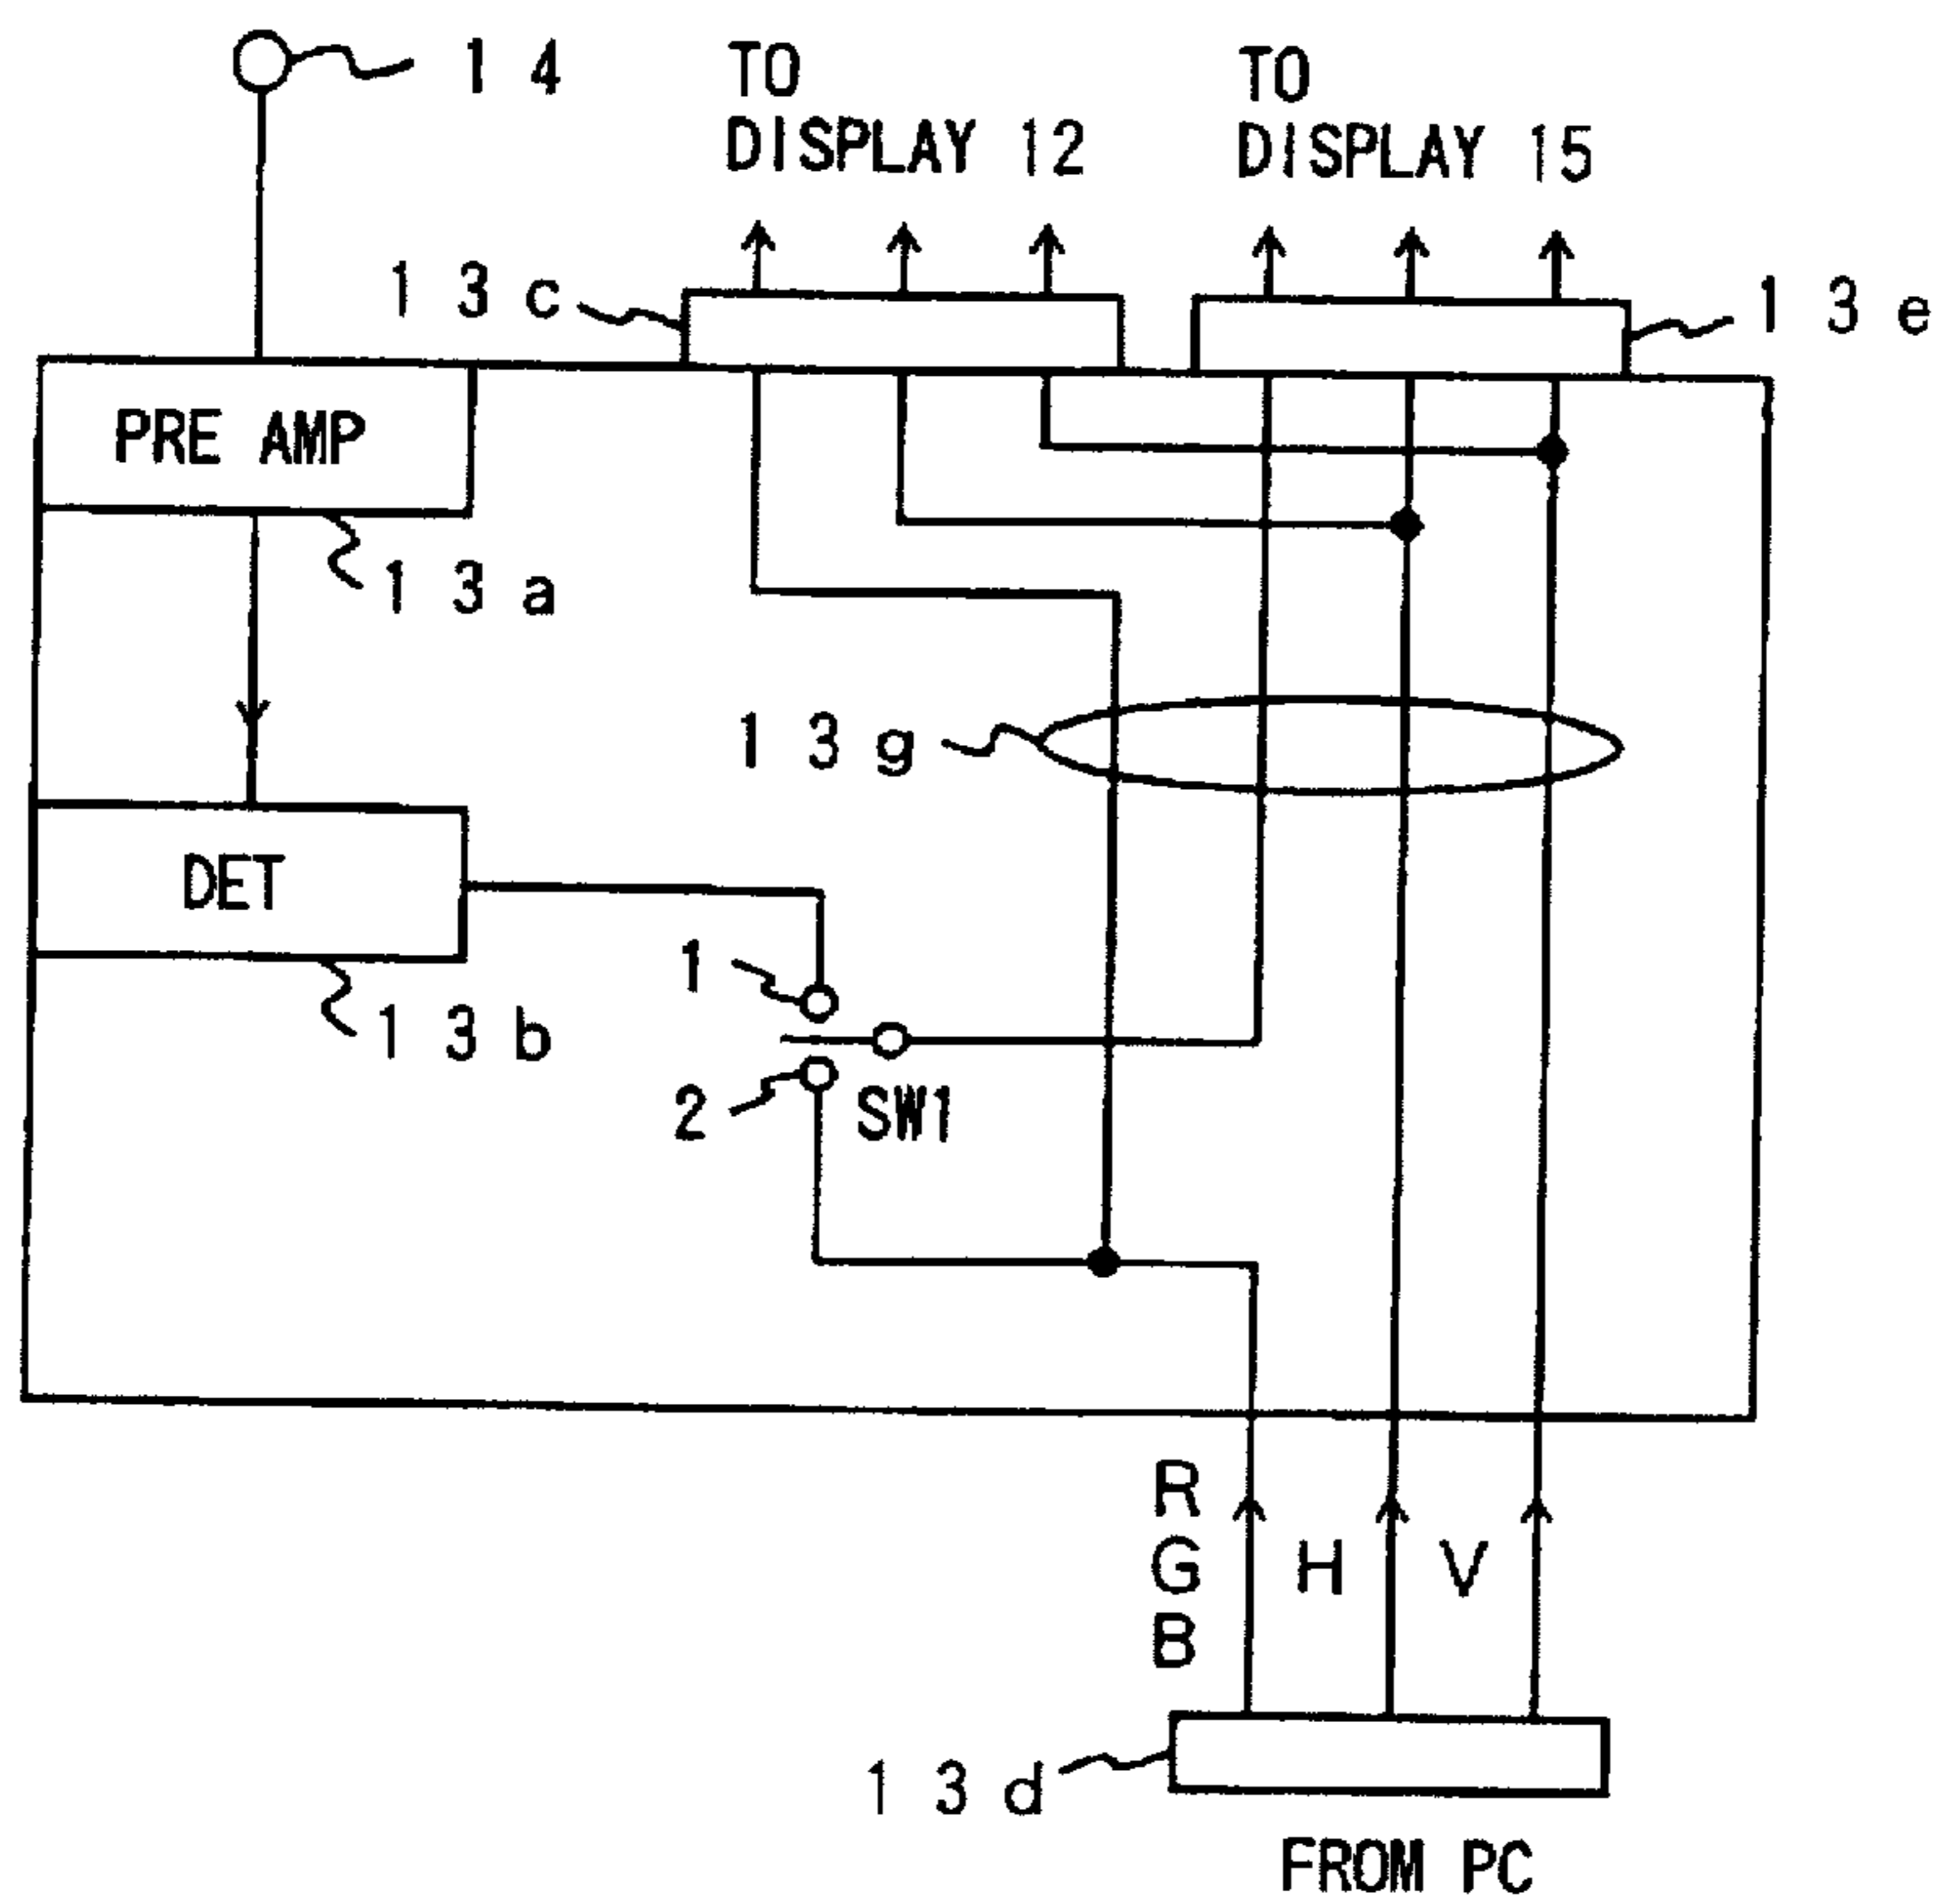 14
TO
DISPLAY 12
TO
DISPLAY 15
13c
13e
PRE AMP
13a
13g
DET
1
13b
2
SW1
R
G
B
H
V
13d
FROM PC